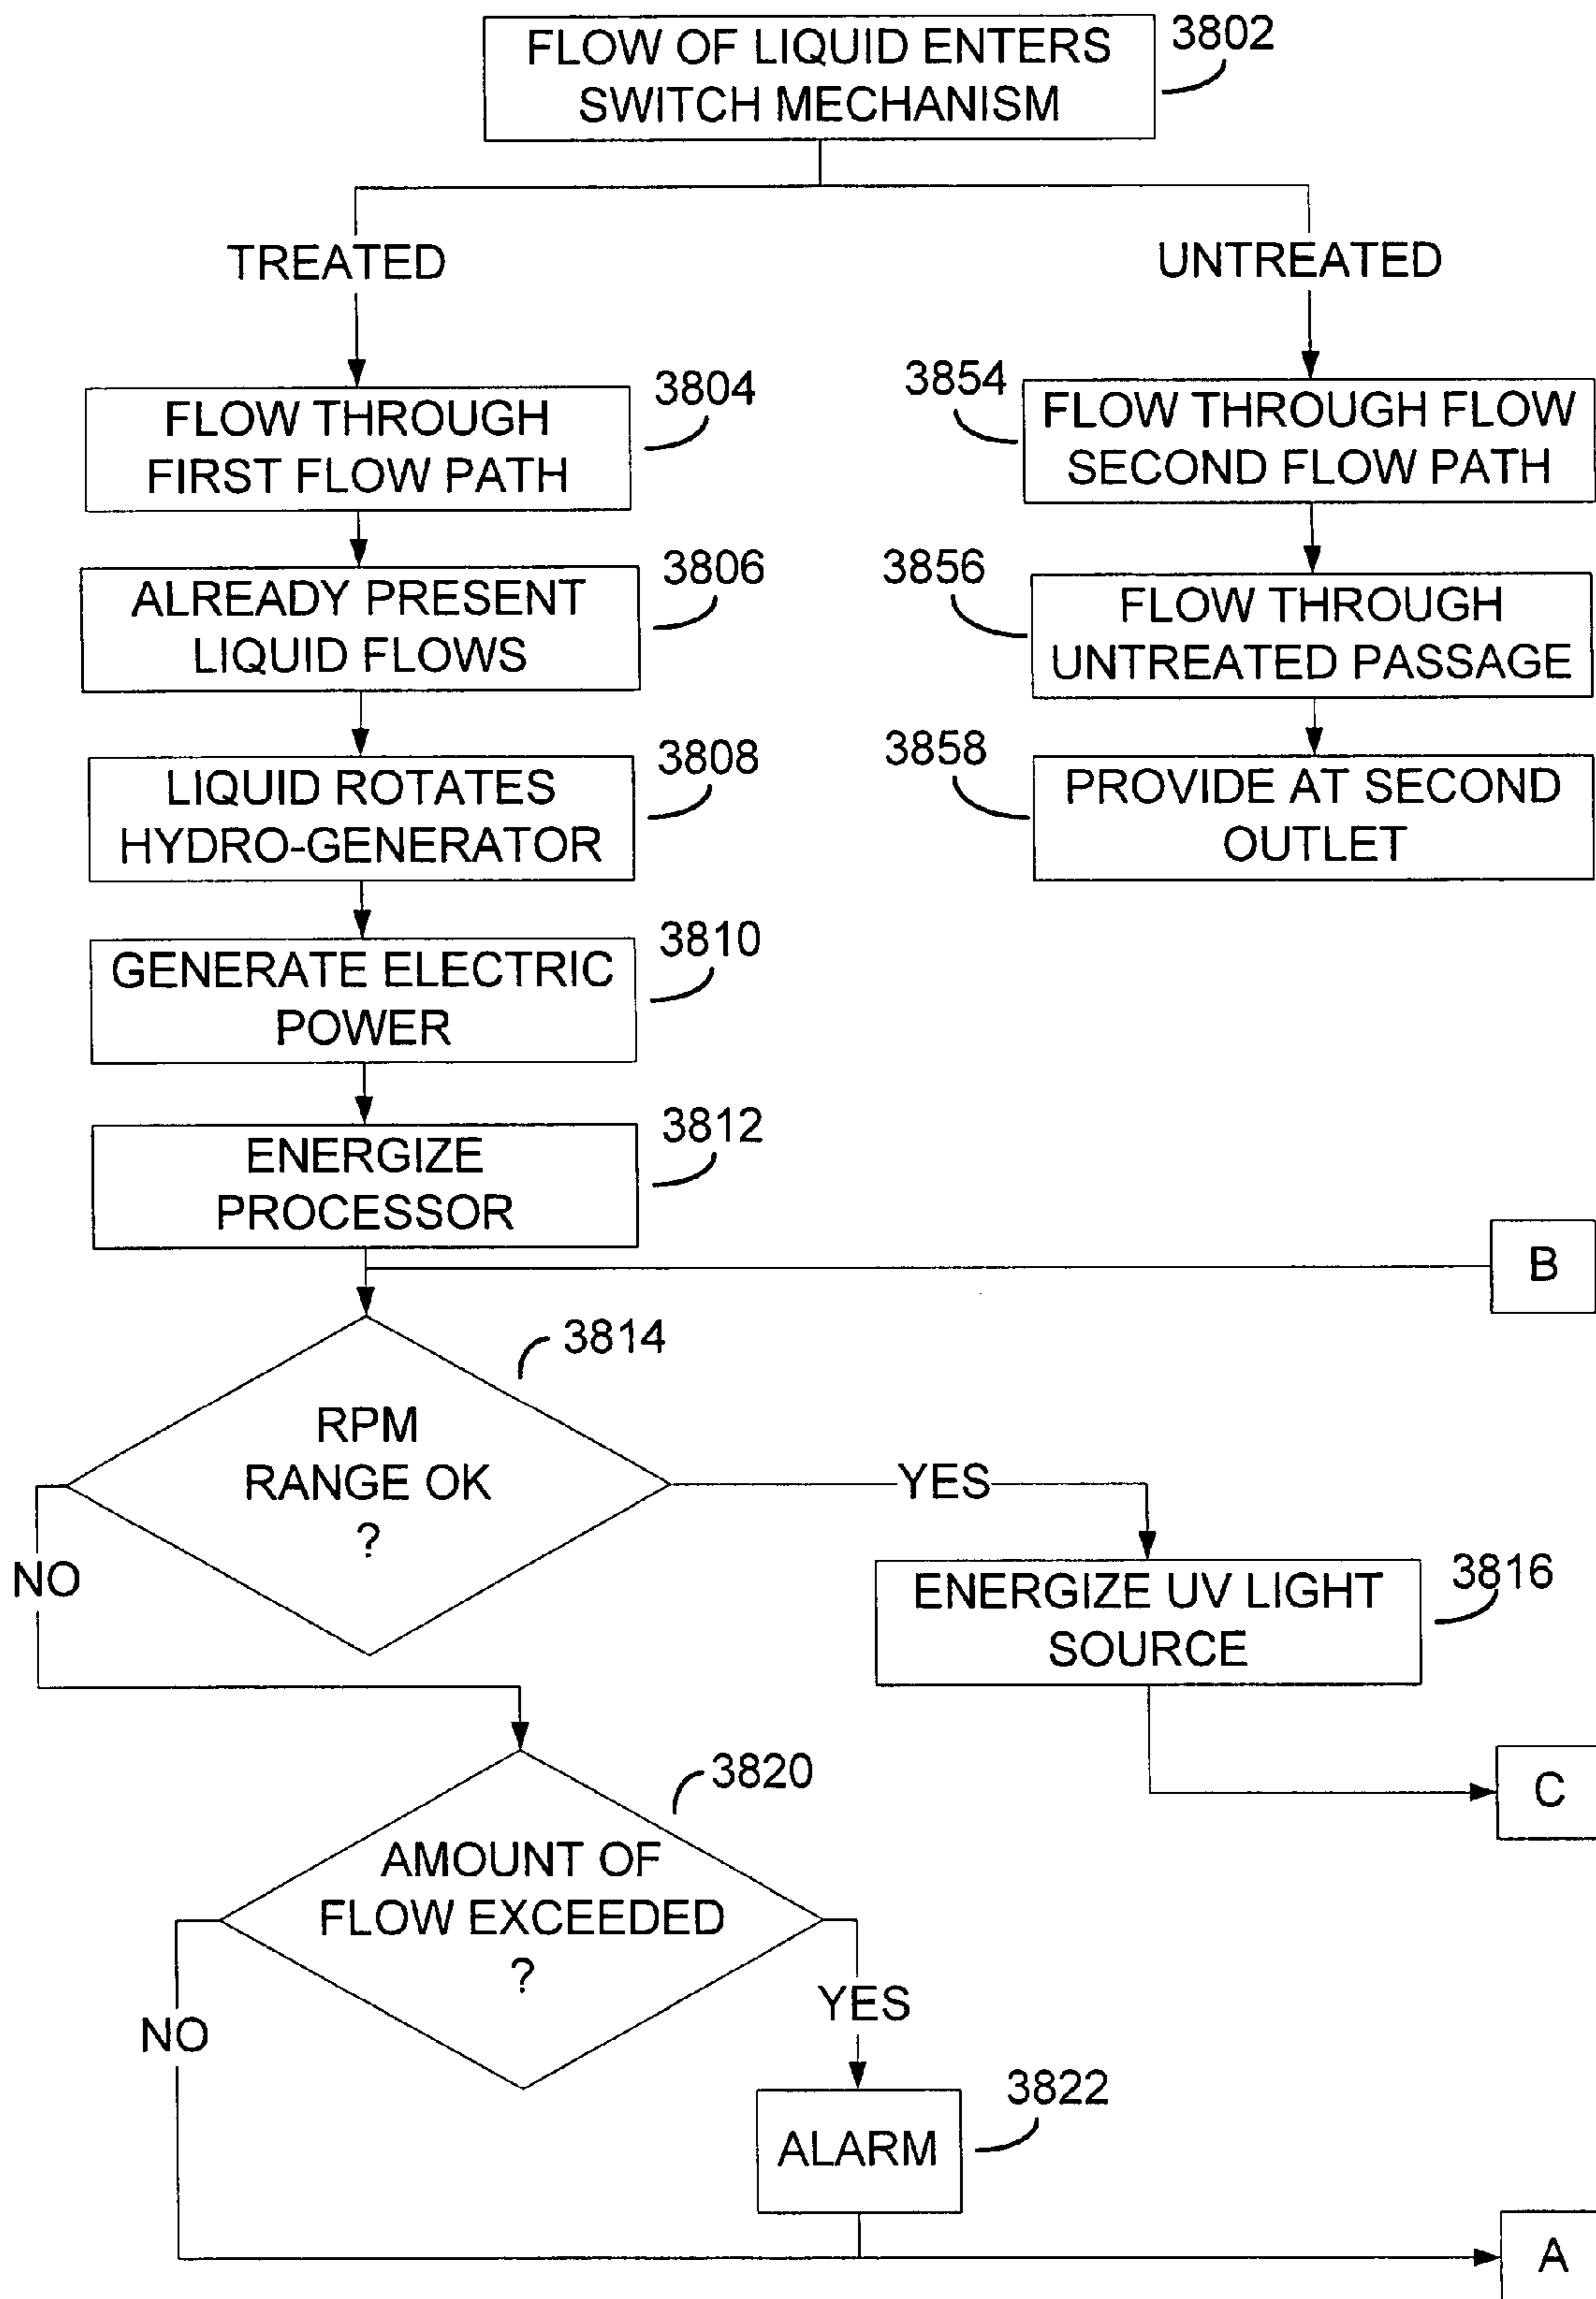 FLOW OF LIQUID ENTERS
SWITCH MECHANISM
3802
TREATED
UNTREATED
FLOW THROUGH
FIRST FLOW PATH
3804
3854
FLOW THROUGH FLOW
SECOND FLOW PATH
ALREADY PRESENT
LIQUID FLOWS
3806
3856
FLOW THROUGH
UNTREATED PASSAGE
LIQUID ROTATES
HYDRO-GENERATOR
3808
3858
PROVIDE AT SECOND
OUTLET
GENERATE ELECTRIC
POWER
3810
ENERGIZE
PROCESSOR
3812
B
3814
RPM
RANGE OK
?
YES
NO
ENERGIZE UV LIGHT
SOURCE
3816
C
3820
AMOUNT OF
FLOW EXCEEDED
?
YES
NO
ALARM
3822
A